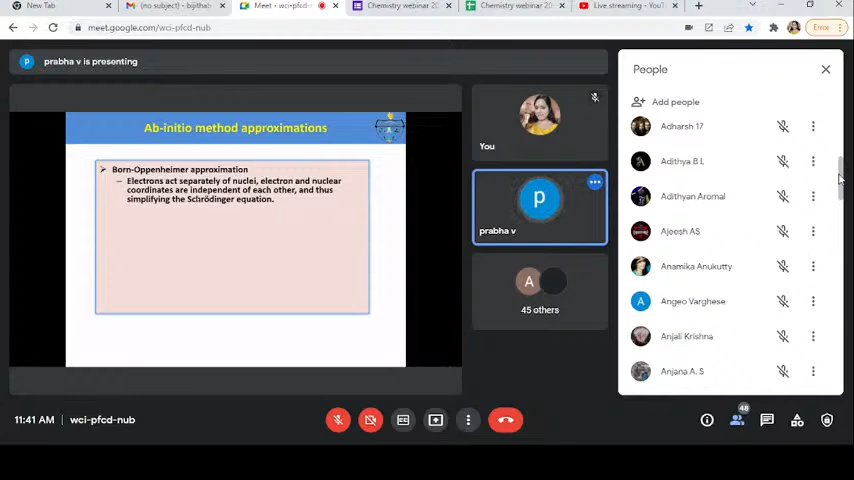 New Tab
(no subject) - bijitha
Meet - wci-pfcd-
Chemistry webinar 20
Chemistry webinar 20
Live streaming - YouT
meet.google.com/wci-pfcd-nub
Error
p
prabha v is presenting
Ab-initio method approximations
Born-Oppenheimer approximation
– Electrons act separately of nuclei, electron and nuclear
coordinates are independent of each other, and thus
simplifying the Schrödinger equation.
You
p
prabha v
A
45 others
People
Add people
Adharsh 17
Adithya B L
Adithyan Aromal
Ajeesh AS
Anamika Anukutty
A
Angeo Varghese
Anjali Krishna
Anjana A. S
11:41 AM | wci-pfcd-nub
CC
48